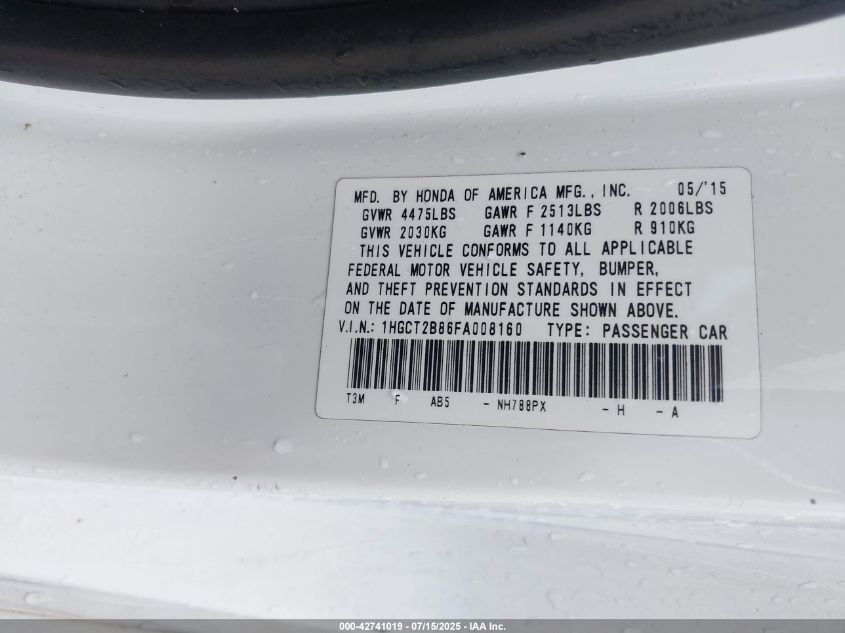 MFD. BY HONDA OF AMERICA MFG., INC. 05/'15
GVWR 4475LBS GAWR F 2513LBS R 2006LBS
GVWR 2030KG GAWR F 1140KG R 910KG
THIS VEHICLE CONFORMS TO ALL APPLICABLE
FEDERAL MOTOR VEHICLE SAFETY, BUMPER,
AND THEFT PREVENTION STANDARDS IN EFFECT
ON THE DATE OF MANUFACTURE SHOWN ABOVE.
V.I.N.: 1HGCT2B86FA008160 TYPE: PASSENGER CAR
T3M F AB5 - NH788PX - H - A
000-42741019 - 07/15/2025 - IAA Inc.